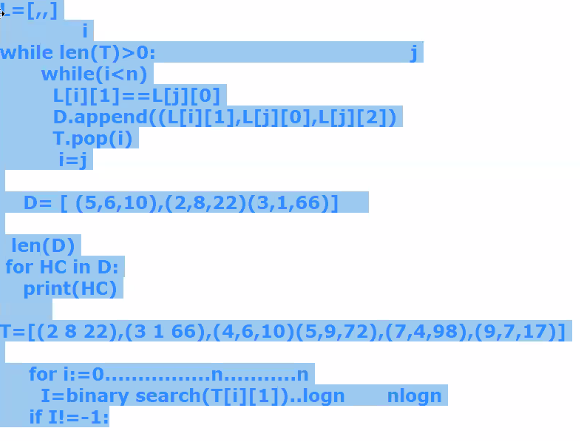 L=[,,]
i
while len(T)>0: j
while(i<n)
L[i][1]==L[j][0]
D.append((L[i][1],L[j][0],L[j][2])
T.pop(i)
i=j
D= [ (5,6,10),(2,8,22)(3,1,66)]
len(D)
for HC in D:
print(HC)
T=[(2 8 22),(3 1 66),(4,6,10)(5,9,72),(7,4,98),(9,7,17)]
for i:=0................n...........n
I=binary search(T[i][1])..logn nlogn
if I!=-1: